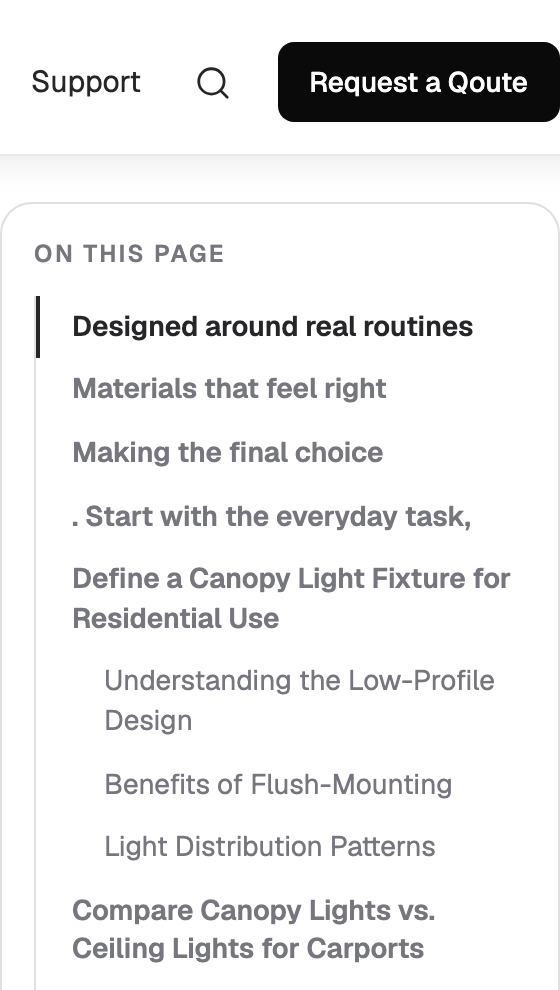 Support
Request a Qoute
ON THIS PAGE
Designed around real routines
Materials that feel right
Making the final choice
. Start with the everyday task,
Define a Canopy Light Fixture for
Residential Use
Understanding the Low-Profile
Design
Benefits of Flush-Mounting
Light Distribution Patterns
Compare Canopy Lights vs.
Ceiling Lights for Carports